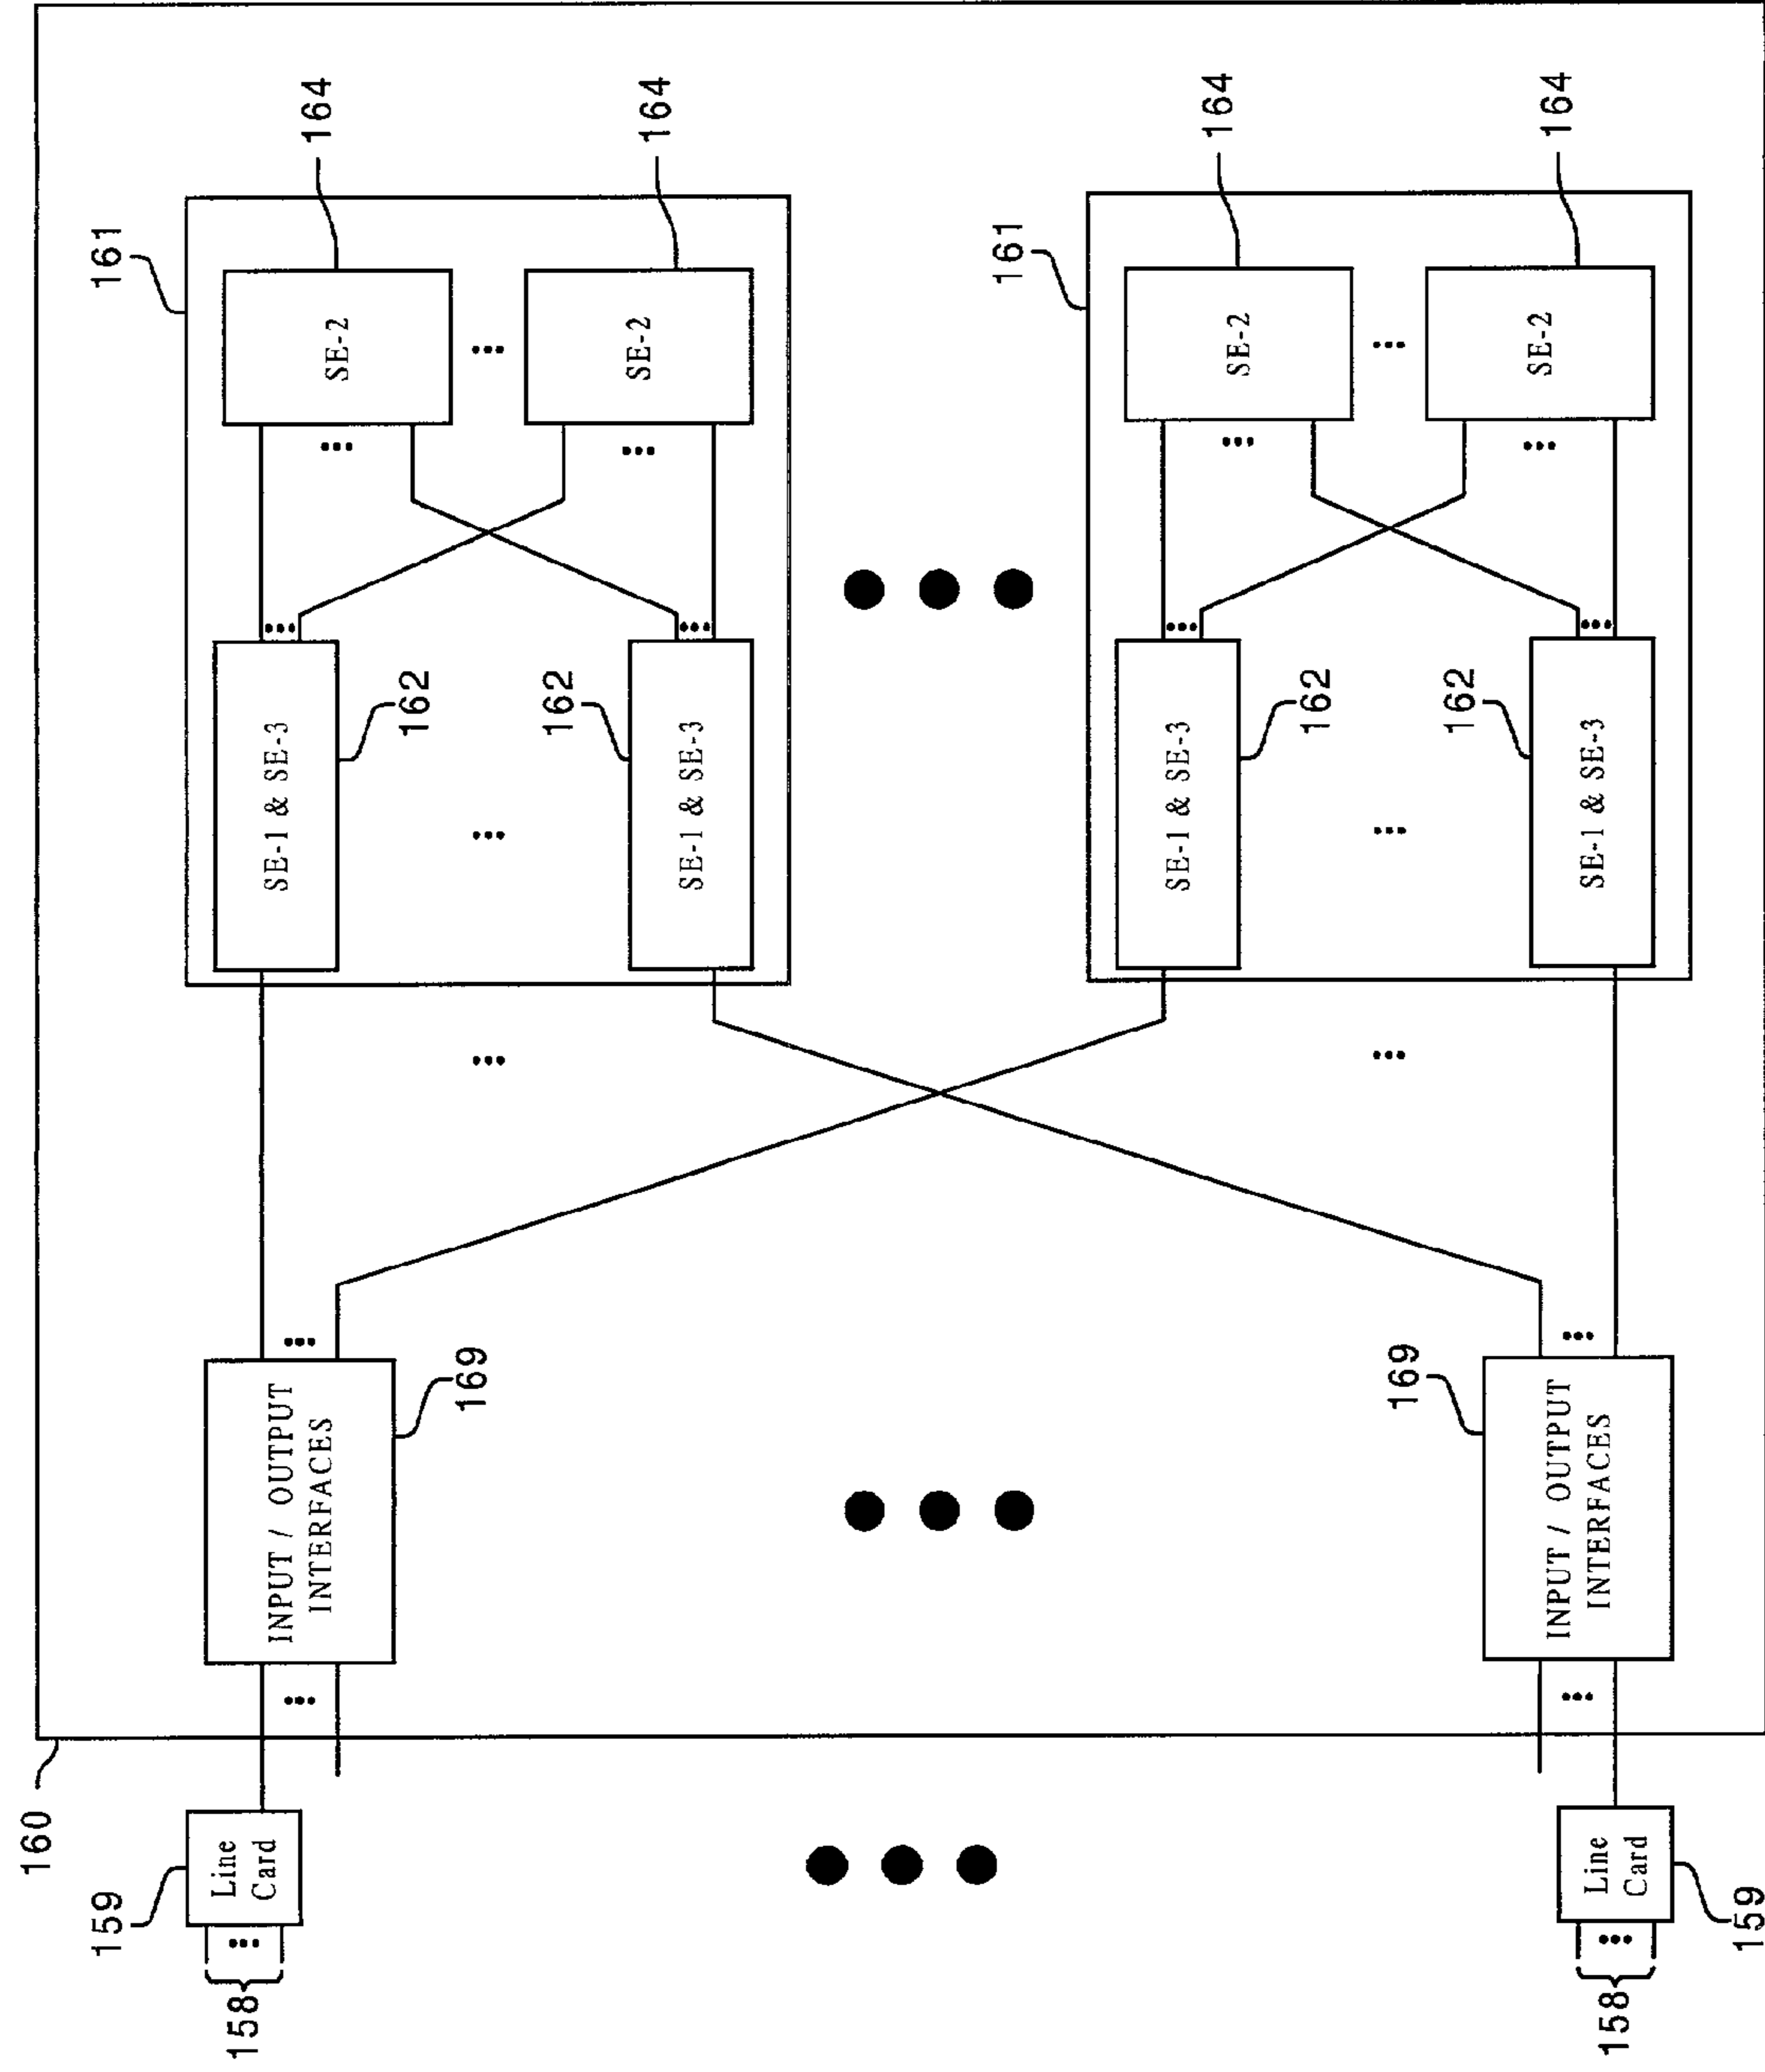 160
161
164
SE-2
164
SE-2
SE-1 & SE-3
162
SE-1 & SE-3
162
161
164
SE-2
164
SE-2
SE-1 & SE-3
162
SE-1 & SE-3
162
INPUT / OUTPUT
INTERFACES
169
INPUT / OUTPUT
INTERFACES
169
159
Line
Card
158
Line
Card
159
158